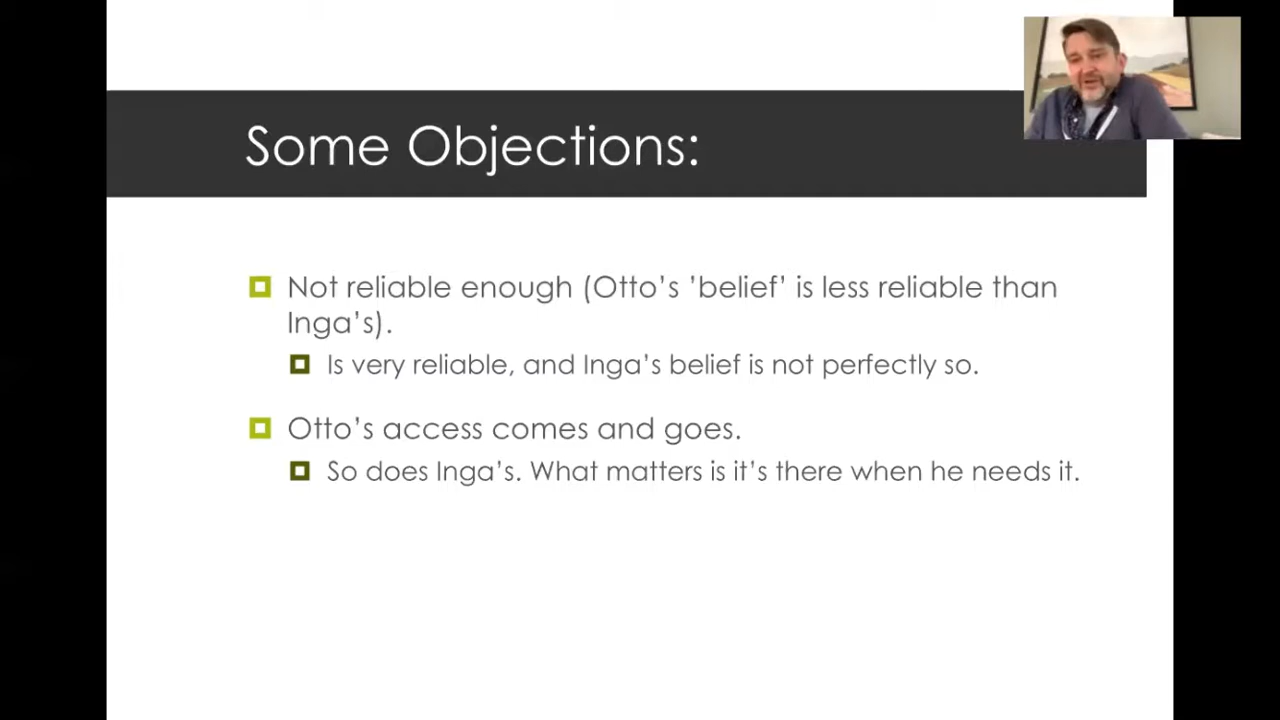 Some Objections:
Not reliable enough (Otto's 'belief' is less reliable than
Inga's).
Is very reliable, and Inga's belief is not perfectly so.
Otto's access comes and goes.
So does Inga's. What matters is it's there when he needs it.